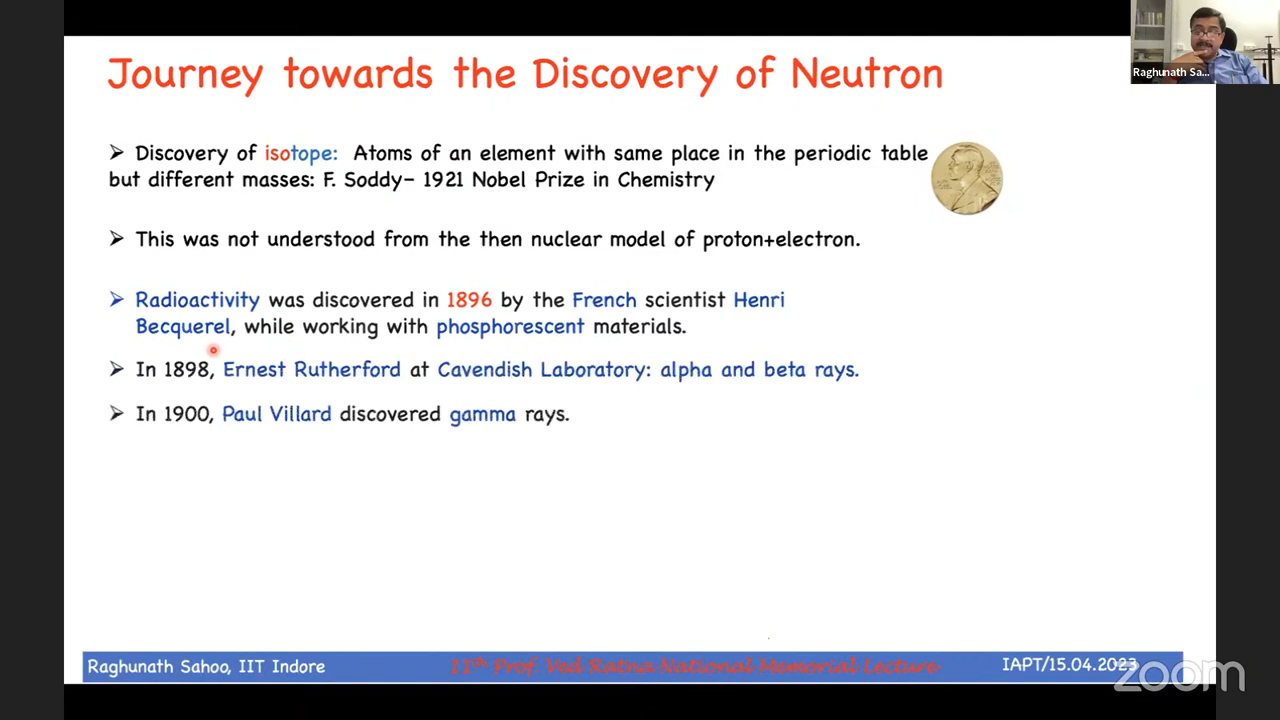 Journey towards the Discovery of Neutron
Raghunath Sa...
➢ Discovery of isotope: Atoms of an element with same place in the periodic table
but different masses: F. Soddy– 1921 Nobel Prize in Chemistry
➢ This was not understood from the then nuclear model of proton+electron.
➢ Radioactivity was discovered in 1896 by the French scientist Henri
Becquerel, while working with phosphorescent materials.
➢ In 1898, Ernest Rutherford at Cavendish Laboratory: alpha and beta rays.
➢ In 1900, Paul Villard discovered gamma rays.
Raghunath Sahoo, IIT Indore 11th Prof. Ved Ratna National Memorial Lecture IAPT/15.04.2023
zoom